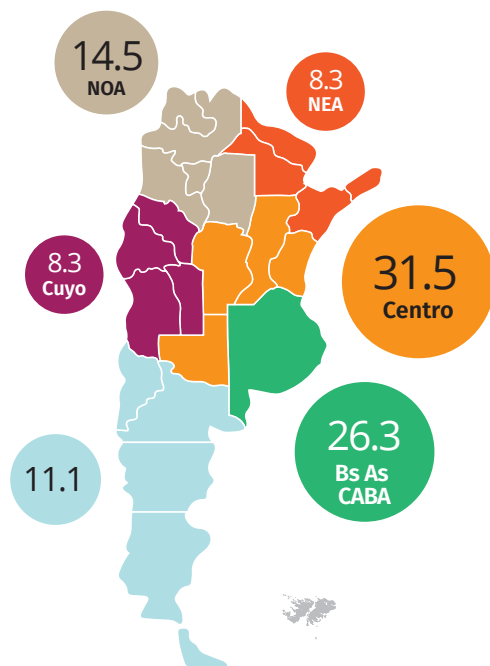 14.5
NOA
8.3
NEA
8.3
Cuyo
31.5
Centro
26.3
Bs As
CABA
11.1